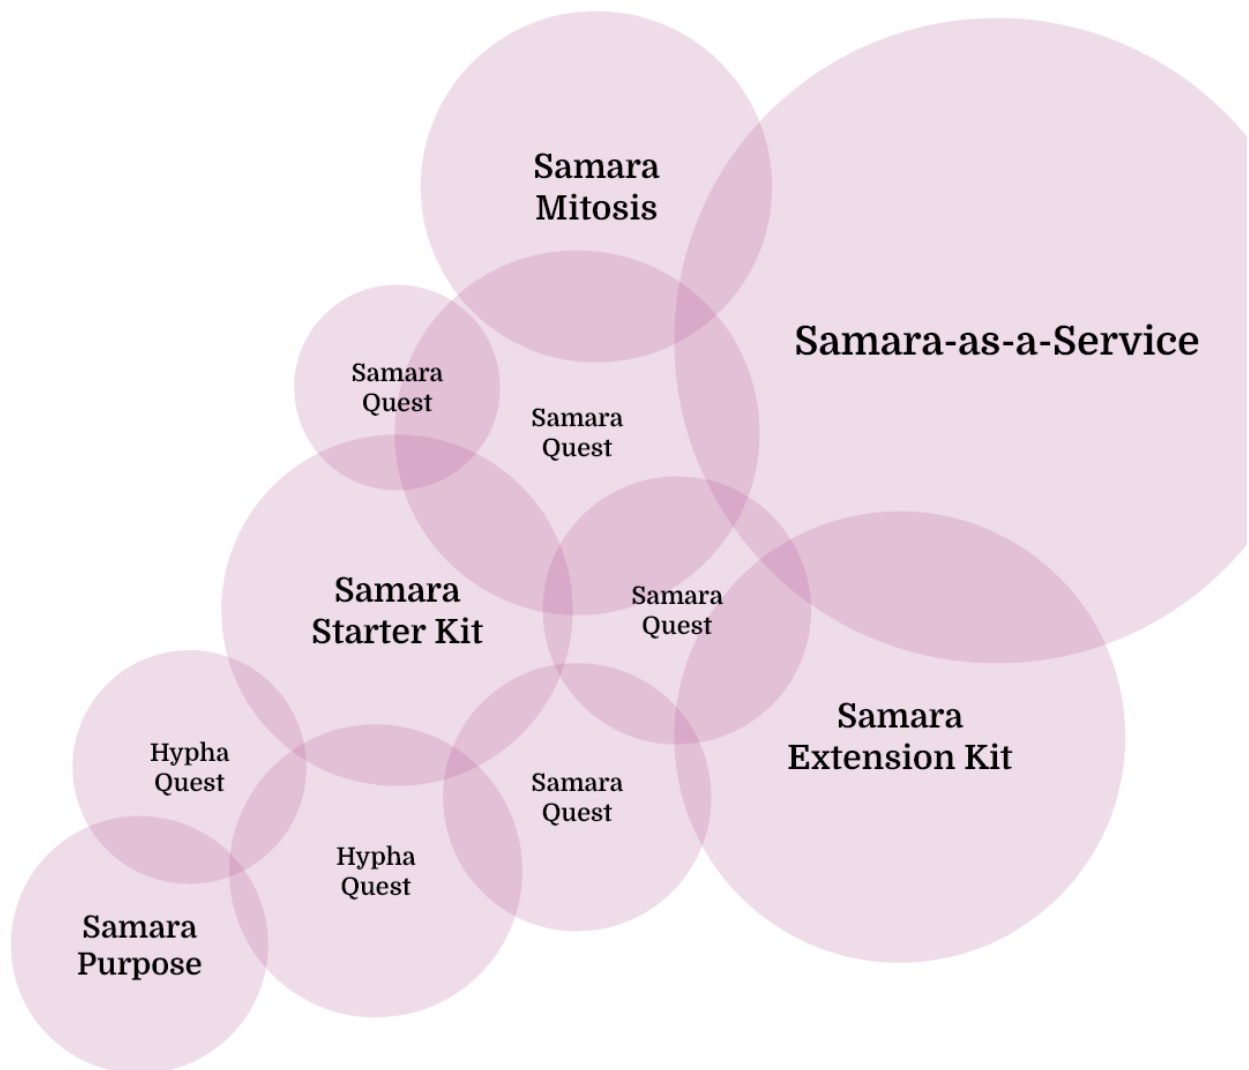 Samara
Mitosis
Samara-as-a-Service
Samara
Quest
Samara
Quest
Samara
Starter Kit
Samara
Quest
Samara
Extension Kit
Hypha
Quest
Samara
Quest
Hypha
Quest
Samara
Purpose